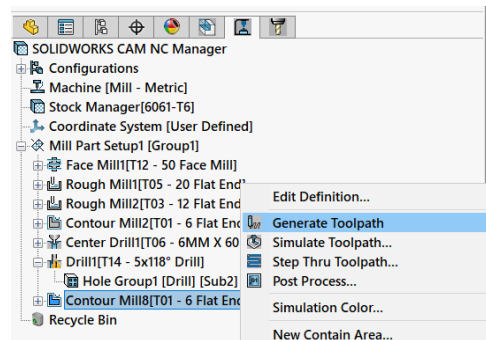 SOLIDWORKS CAM NC Manager
Configurations
Machine [Mill - Metric]
Stock Manager[6061-T6]
Coordinate System [User Defined]
Mill Part Setup1 [Group1]
Face Mill1[T12 - 50 Face Mill]
Rough Mill1[T05 - 20 Flat End]
Rough Mill2[T03 - 12 Flat End
Contour Mill2[T01 - 6 Flat End
Center Drill1[T06 - 6MM X 60
Drill1[T14 - 5x118° Drill]
Hole Group1 [Drill] [Sub2]
Contour Mill8[T01 - 6 Flat End
Recycle Bin
Edit Definition...
Generate Toolpath
Simulate Toolpath...
Step Thru Toolpath...
Post Process...
Simulation Color...
New Contain Area...